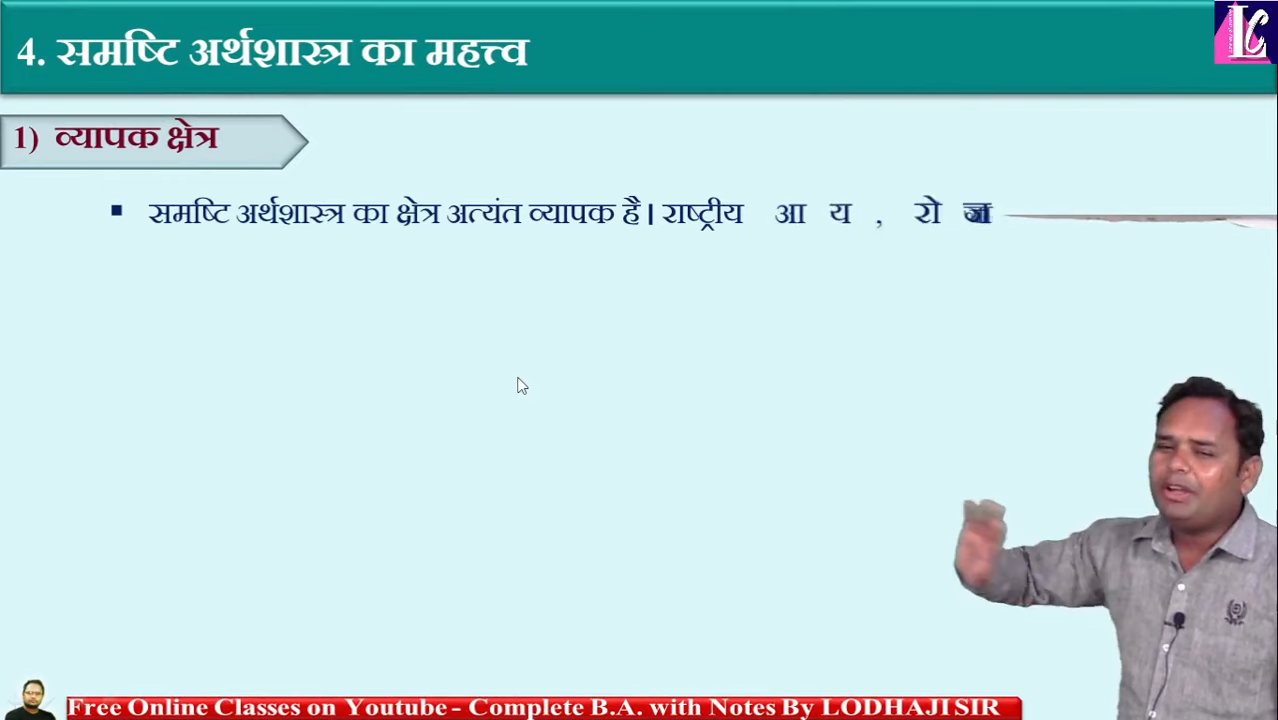 4. समष्टि अर्थशास्त्र का महत्त्व
LC
1) व्यापक क्षेत्र
▪ समष्टि अर्थशास्त्र का क्षेत्र अत्यंत व्यापक है। राष्ट्रीय आय, रो
Free Online Classes on Youtube - Complete B.A. with Notes By LODHAJI SIR